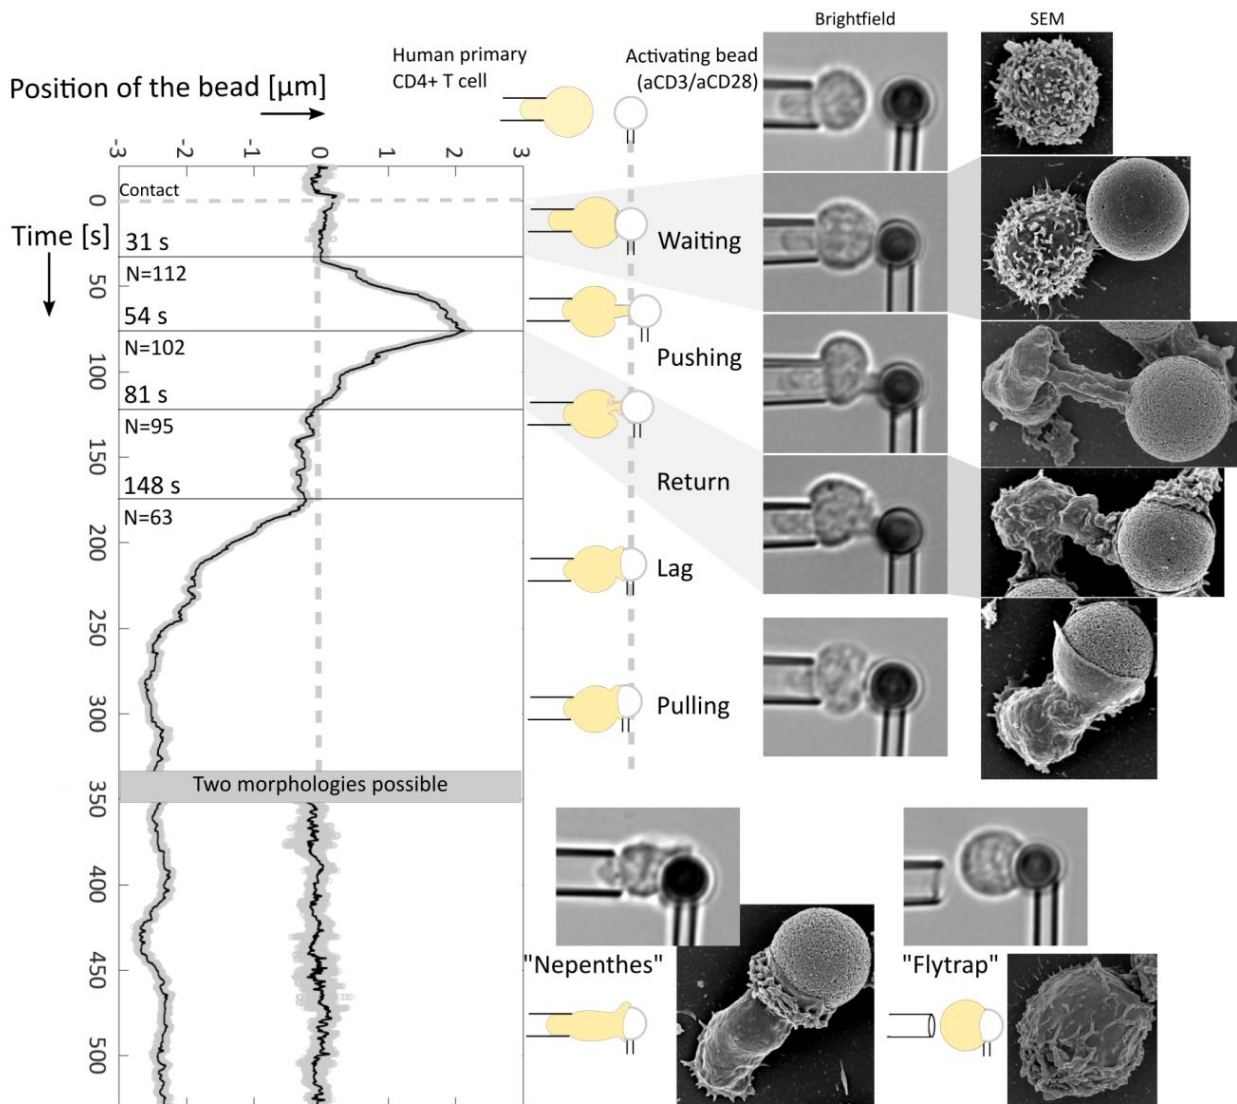 Brightfield
SEM
Human primary
CD4+ T cell
Activating bead
(aCD3/aCD28)
Position of the bead [µm]
-3
-2
-1
0
1
2
3
Contact
0
Time [s]
31 s
Waiting
N=112
50
54 s
Pushing
N=102
100
81 s
N=95
150
148 s
Return
N=63
200
Lag
250
300
Pulling
Two morphologies possible
350
400
450
"Nepenthes"
"Flytrap"
500